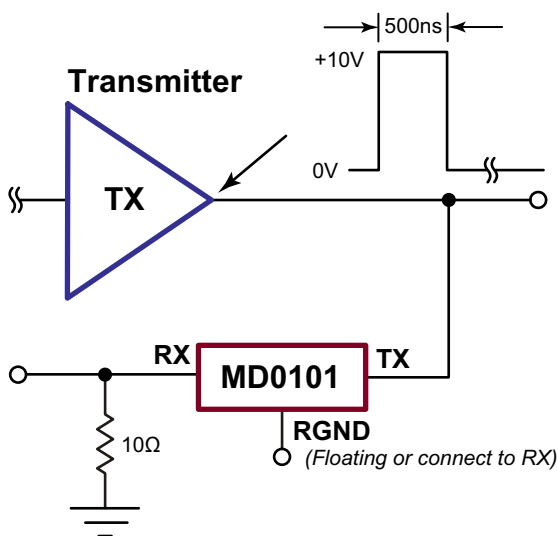 500ns
+10V
Transmitter
0V
TX
RX
MD0101
TX
10Ω
RGND
(Floating or connect to RX)